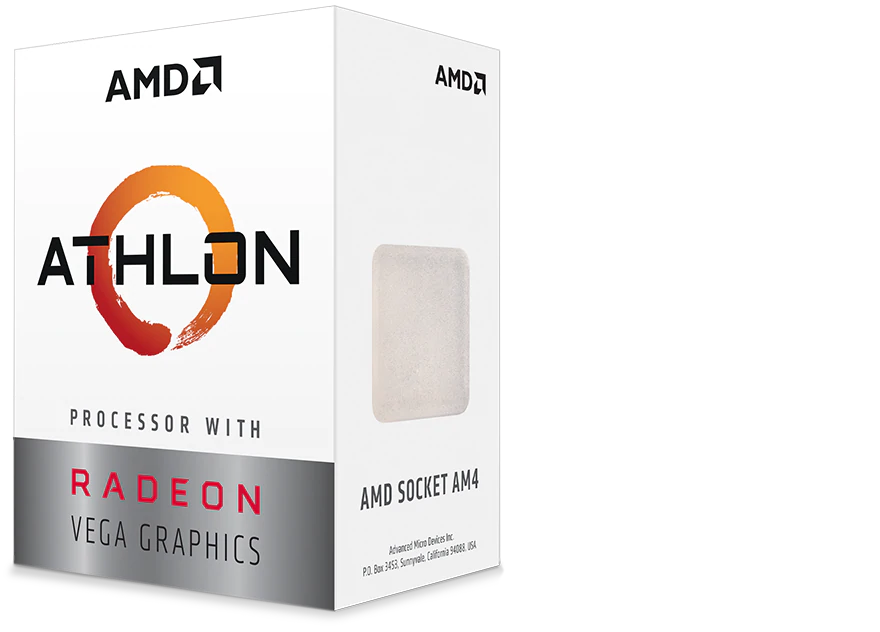 AMD
ATHLON
PROCESSOR WITH
RADEON
VEGA GRAPHICS
AMD
AMD SOCKET AM4
Advanced Micro Devices Inc.
P.O. Box 3453, Sunnyvale, California 94088, USA